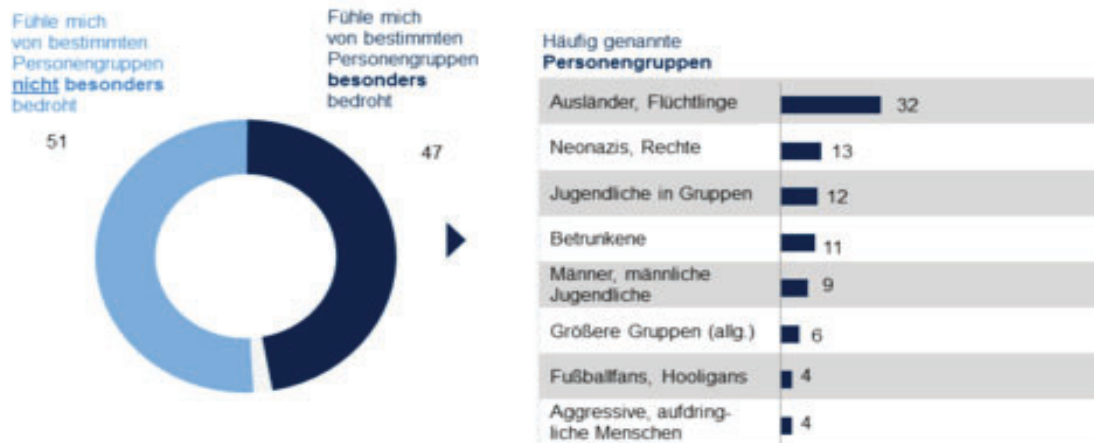 Fühle mich
von bestimmten
Personengruppen
nicht besonders
bedroht
51
Fühle mich
von bestimmten
Personengruppen
besonders
bedroht
47
Häufig genannte
Personengruppen
Ausländer, Flüchtlinge 32
Neonazis, Rechte 13
Jugendliche in Gruppen 12
Betrunkene 11
Männer, männliche
Jugendliche 9
Größere Gruppen (allg.) 6
Fußballfans, Hooligans 4
Aggressive, aufdring-
liche Menschen 4